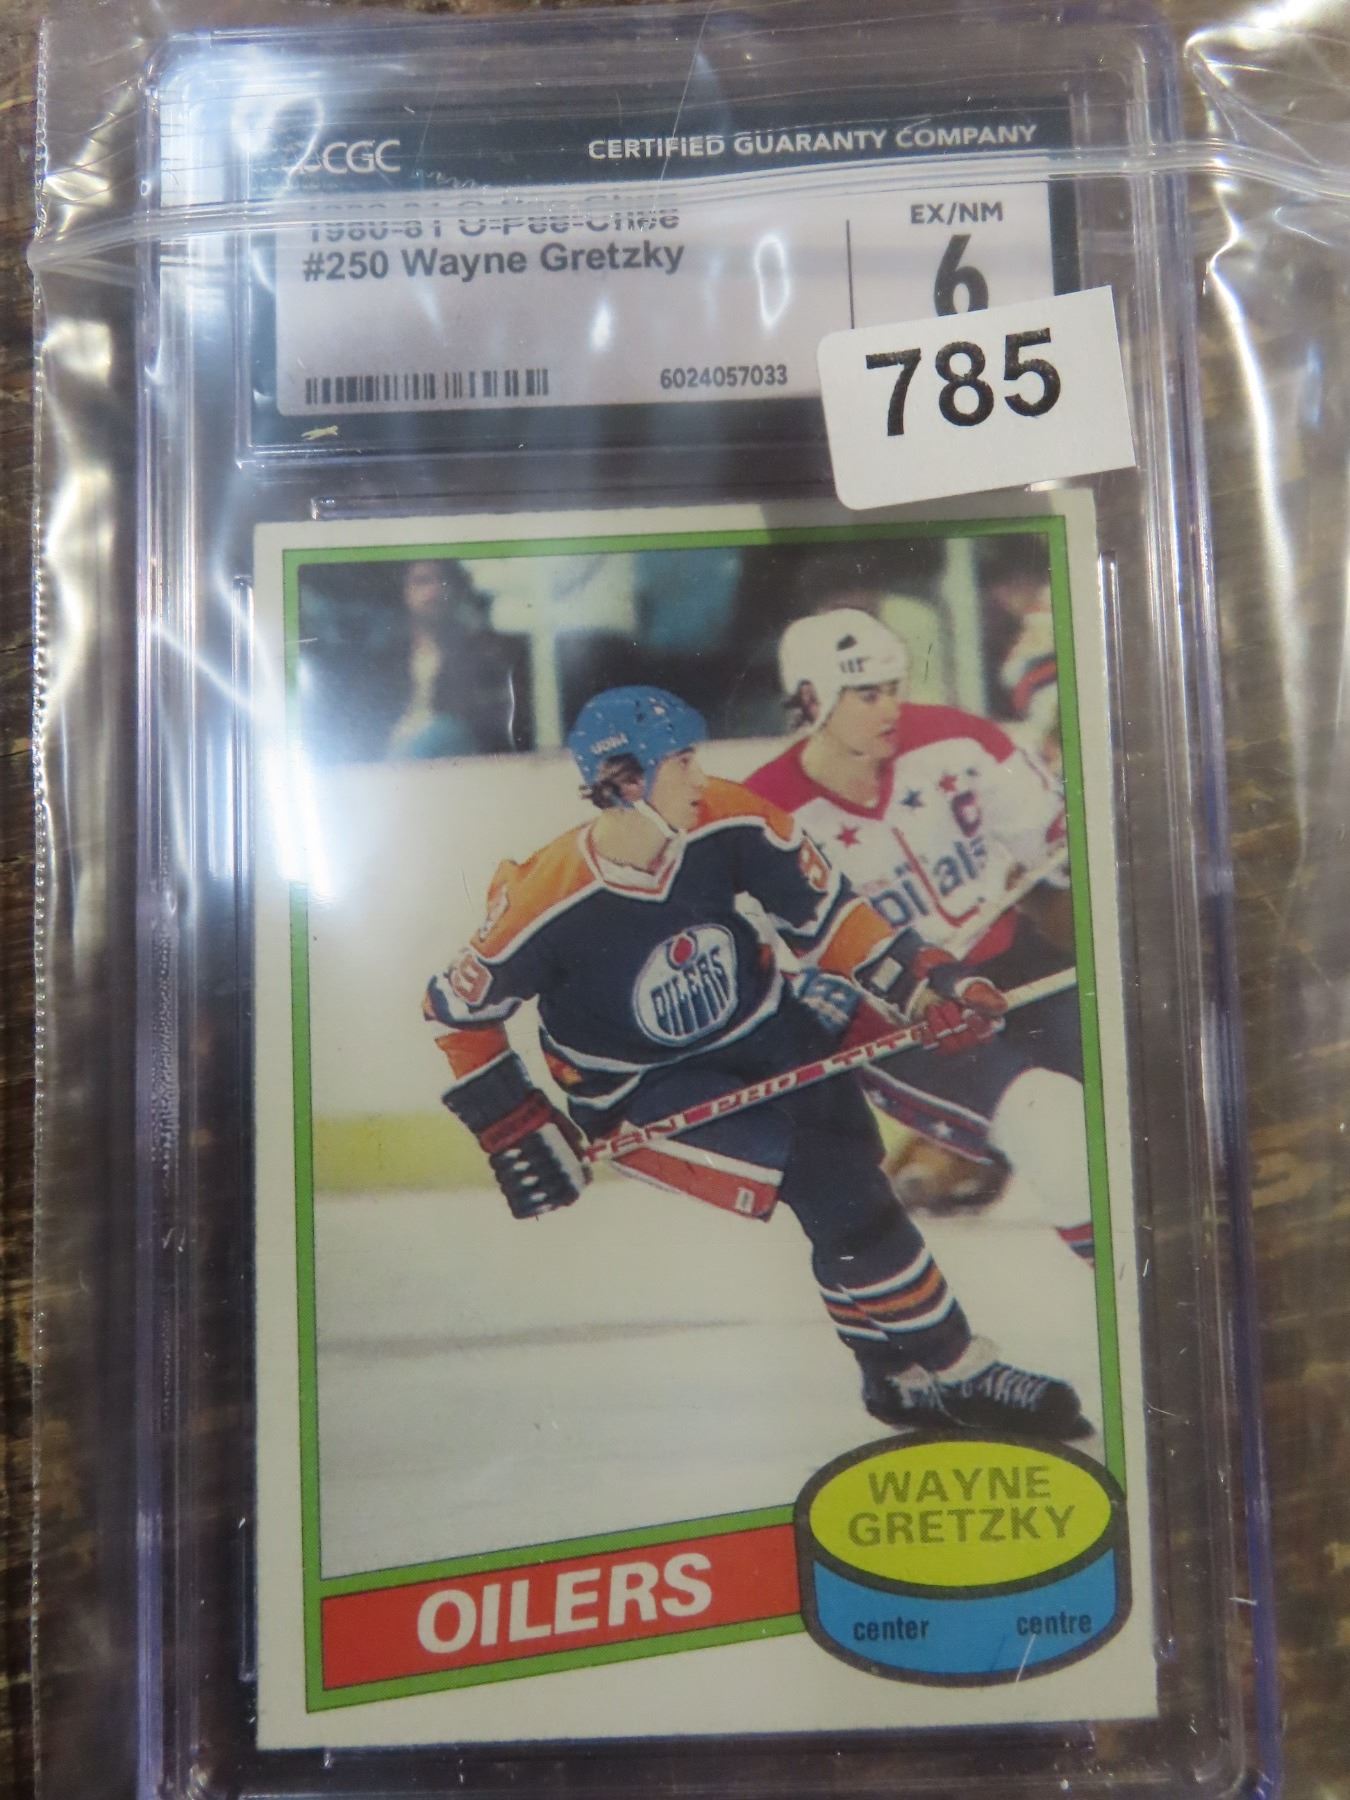 CGC
CERTIFIED GUARANTY COMPANY
1980-81 O-Pee-Chee
#250 Wayne Gretzky
EX/NM
6
6024057033
785
OILERS
WAYNE
GRETZKY
center centre